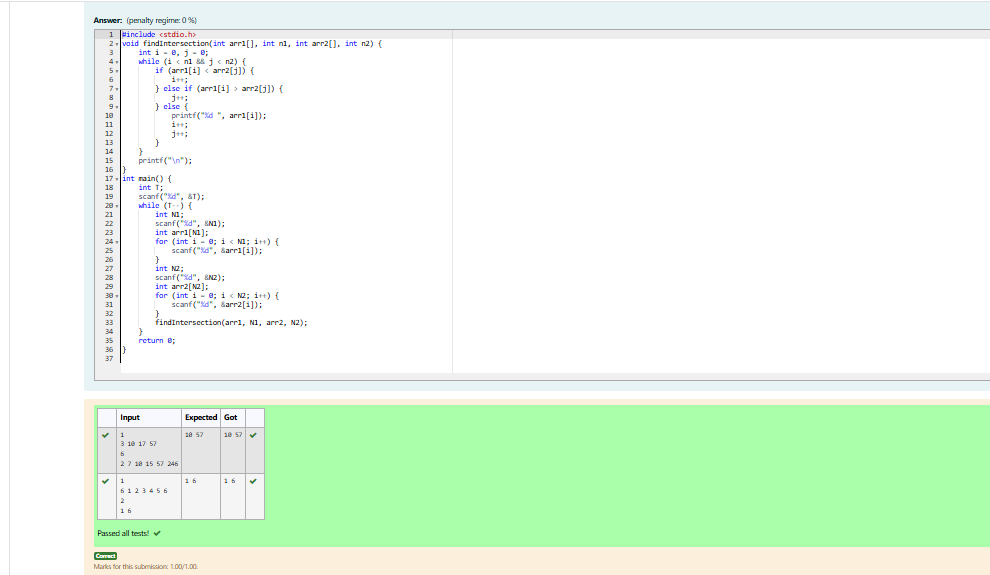 Answer: (penalty regime: 0 %)
1 #include <stdio.h>
2 void findIntersection(int arr1[], int n1, int arr2[], int n2) {
3 int i = 0, j = 0;
4 while (i < n1 && j < n2) {
5 if (arr1[i] < arr2[j]) {
6 i++;
7 } else if (arr1[i] > arr2[j]) {
8 j++;
9 } else {
10 printf("%d ", arr1[i]);
11 i++;
12 j++;
13 }
14 }
15 printf("\n");
16 }
17 int main() {
18 int T;
19 scanf("%d", &T);
20 while (T--) {
21 int N1;
22 scanf("%d", &N1);
23 int arr1[N1];
24 for (int i = 0; i < N1; i++) {
25 scanf("%d", &arr1[i]);
26 }
27 int N2;
28 scanf("%d", &N2);
29 int arr2[N2];
30 for (int i = 0; i < N2; i++) {
31 scanf("%d", &arr2[i]);
32 }
33 findIntersection(arr1, N1, arr2, N2);
34 }
35 return 0;
36 }
37
Input Expected Got
1 10 57 10 57
3 10 17 57
6
2 7 10 15 57 246
1 1 6 1 6
6 1 2 3 4 5 6
2
1 6
Passed all tests!
Correct
Marks for this submission: 1.00/1.00.